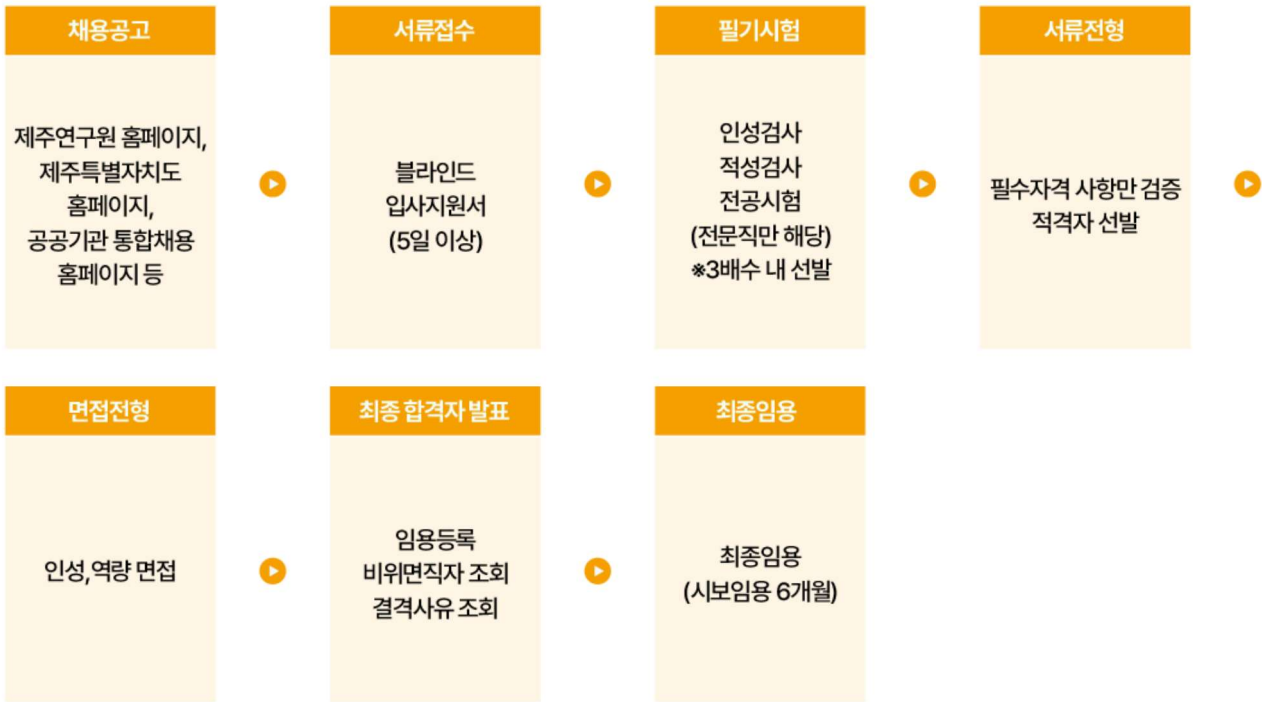 채용공고
제주연구원 홈페이지,
제주특별자치도
홈페이지,
공공기관 통합채용
홈페이지 등
서류접수
블라인드
입사지원서
(5일 이상)
필기시험
인성검사
적성검사
전공시험
(전문직만 해당)
※3배수 내 선발
서류전형
필수자격 사항만 검증
적격자 선발
면접전형
인성,역량 면접
최종 합격자 발표
임용등록
비위면직자 조회
결격사유 조회
최종임용
최종임용
(시보임용 6개월)